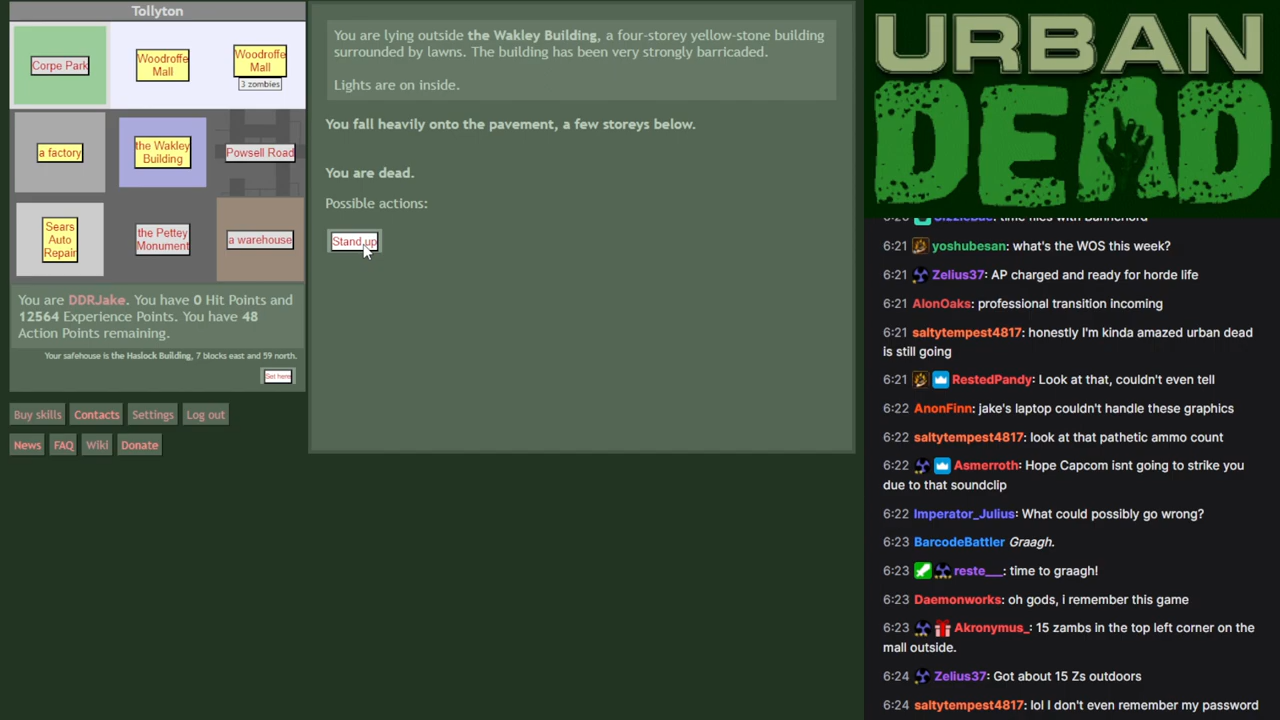 Tollyton
Corpe Park
Woodroffe
Mall
Woodroffe
Mall
3 zombies
a factory
the Wakley
Building
Powsell Road
Sears
Auto
Repair
the Pettey
Monument
a warehouse
You are DDRJake. You have 0 Hit Points and
12564 Experience Points. You have 48
Action Points remaining.
Your safehouse is the Haslock Building, 7 blocks east and 59 north.
Set here
Buy skills
Contacts
Settings
Log out
News
FAQ
Wiki
Donate
You are lying outside the Wakley Building, a four-storey yellow-stone building
surrounded by lawns. The building has been very strongly barricaded.
Lights are on inside.
You fall heavily onto the pavement, a few storeys below.
You are dead.
Possible actions:
Stand up
URBAN
DEAD
6:21 yoshubesan: what's the WOS this week?
6:21 Zelius37: AP charged and ready for horde life
6:21 AlonOaks: professional transition incoming
6:21 saltytempest4817: honestly I'm kinda amazed urban dead
is still going
6:21 RestedPandy: Look at that, couldn't even tell
6:22 AnonFinn: jake's laptop couldn't handle these graphics
6:22 saltytempest4817: look at that pathetic ammo count
6:22 Asmerroth: Hope Capcom isnt going to strike you
due to that soundclip
6:22 Imperator_Julius: What could possibly go wrong?
6:23 BarcodeBattler Graagh.
6:23 reste___: time to graagh!
6:23 Daemonworks: oh gods, i remember this game
6:23 Akronymus_: 15 zambs in the top left corner on the
mall outside.
6:24 Zelius37: Got about 15 Zs outdoors
6:24 saltytempest4817: lol I don't even remember my password